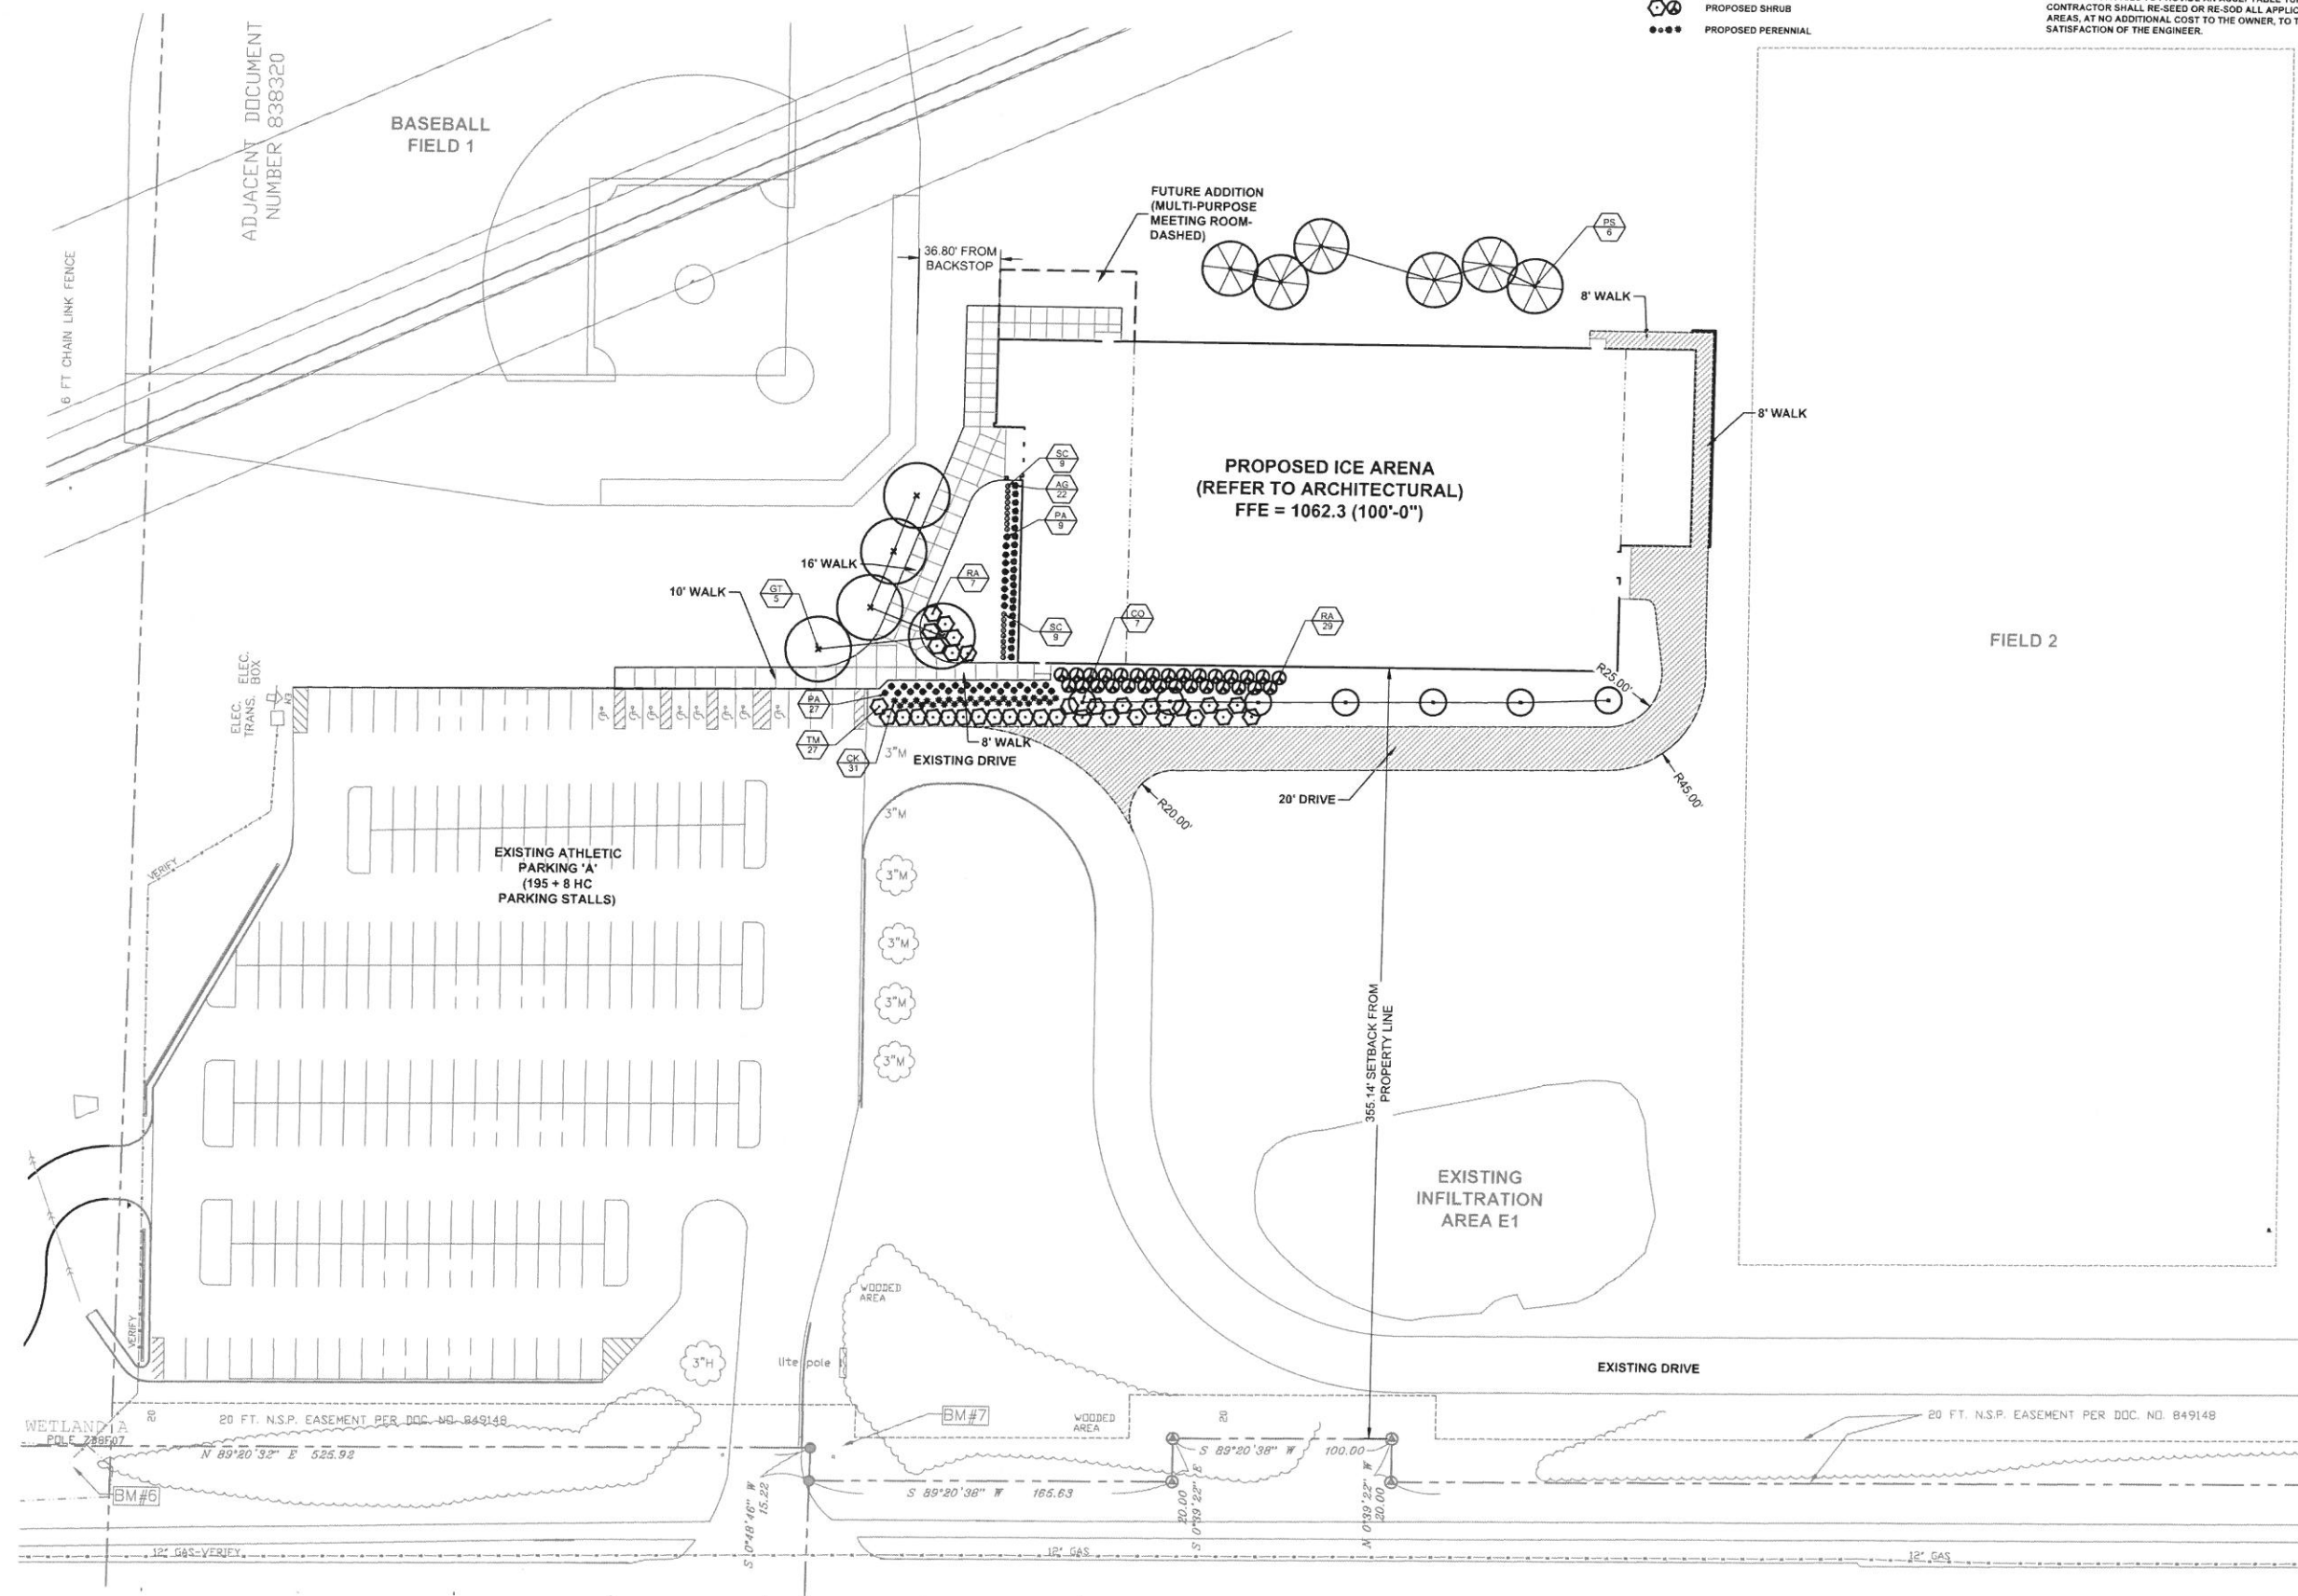 PROPOSED SHRUB
PROPOSED PERENNIAL
CONTRACTOR SHALL RE-SEED OR RE-SOD ALL
AREAS, AT NO ADDITIONAL COST TO THE OWNER, TO
SATISFACTION OF THE ENGINEER.
ADJACENT DOCUMENT
NUMBER 838320
BASEBALL
FIELD 1
6 FT CHAIN LINK FENCE
FUTURE ADDITION
(MULTI-PURPOSE
MEETING ROOM-
DASHED)
36.80' FROM
BACKSTOP
PS
6
8' WALK
8' WALK
PROPOSED ICE ARENA
(REFER TO ARCHITECTURAL)
FFE = 1062.3 (100'-0")
SC
9
AG
22
PA
9
16' WALK
RA
7
10' WALK
GT
5
SC
9
CO
7
RA
29
FIELD 2
ELEC.
BOX
ELEC.
TRANS.
R25.00'
PA
27
TM
27
CK
31
8' WALK
3"M
EXISTING DRIVE
20' DRIVE
R20.00'
R45.00'
3"M
VERIFY
EXISTING ATHLETIC
PARKING 'A'
(195 + 8 HC
PARKING STALLS)
3"M
3"M
3"M
3"M
355.14' SETBACK FROM
PROPERTY LINE
EXISTING
INFILTRATION
AREA E1
WOODED
AREA
VERIFY
3"H
lite pole
EXISTING DRIVE
WETLAND A
20
20 FT. N.S.P. EASEMENT PER DOC. NO. 849148
BM#7
WOODED
AREA
20
20 FT. N.S.P. EASEMENT PER DOC. NO. 849148
N 89°20'32" E 525.92
S 89°20'38" W 100.00
BM#6
S 0°48'46" W
15.22
S 89°20'38" W 165.63
20.00
S 0°39'22" E
N 0°39'22" W
20.00
12" GAS-VERIFY
12" GAS
12" GAS